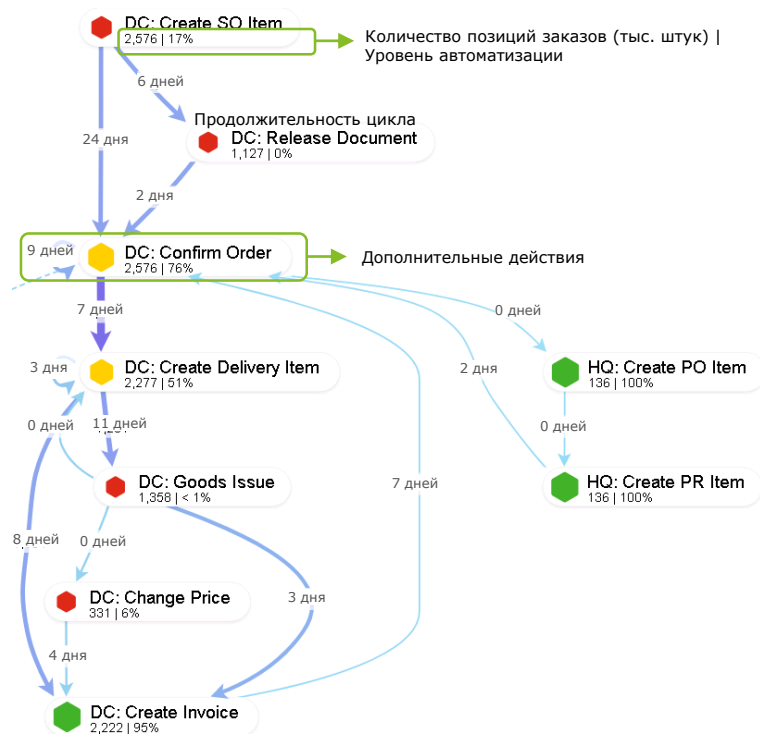 DC: Create SO Item
2,576 | 17%
Количество позиций заказов (тыс. штук) |
Уровень автоматизации
6 дней
Продолжительность цикла
24 дня
DC: Release Document
1,127 | 0%
2 дня
9 дней
DC: Confirm Order
2,576 | 76%
Дополнительные действия
7 дней
0 дней
3 дня
DC: Create Delivery Item
2,277 | 51%
2 дня
HQ: Create PO Item
136 | 100%
0 дней
11 дней
0 дней
DC: Goods Issue
1,358 | < 1%
7 дней
HQ: Create PR Item
136 | 100%
8 дней
0 дней
DC: Change Price
331 | 6%
3 дня
4 дня
DC: Create Invoice
2,222 | 95%